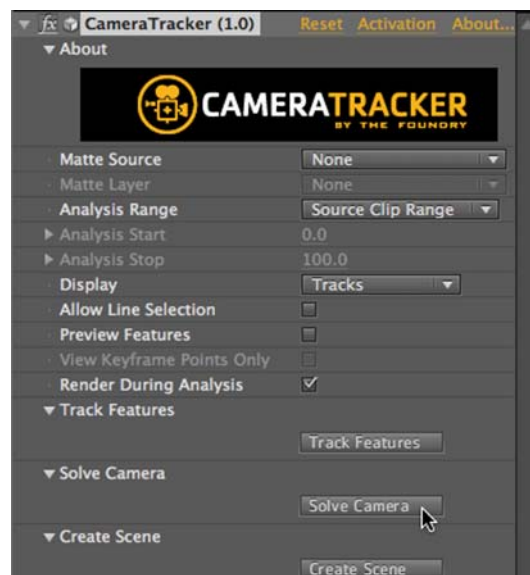 fx CameraTracker (1.0) Reset Activation About...
About
CAMERATRACKER
BY THE FOUNDRY
Matte Source None
Matte Layer None
Analysis Range Source Clip Range
Analysis Start 0.0
Analysis Stop 100.0
Display Tracks
Allow Line Selection
Preview Features
View Keyframe Points Only
Render During Analysis
Track Features
Track Features
Solve Camera
Solve Camera
Create Scene
Create Scene